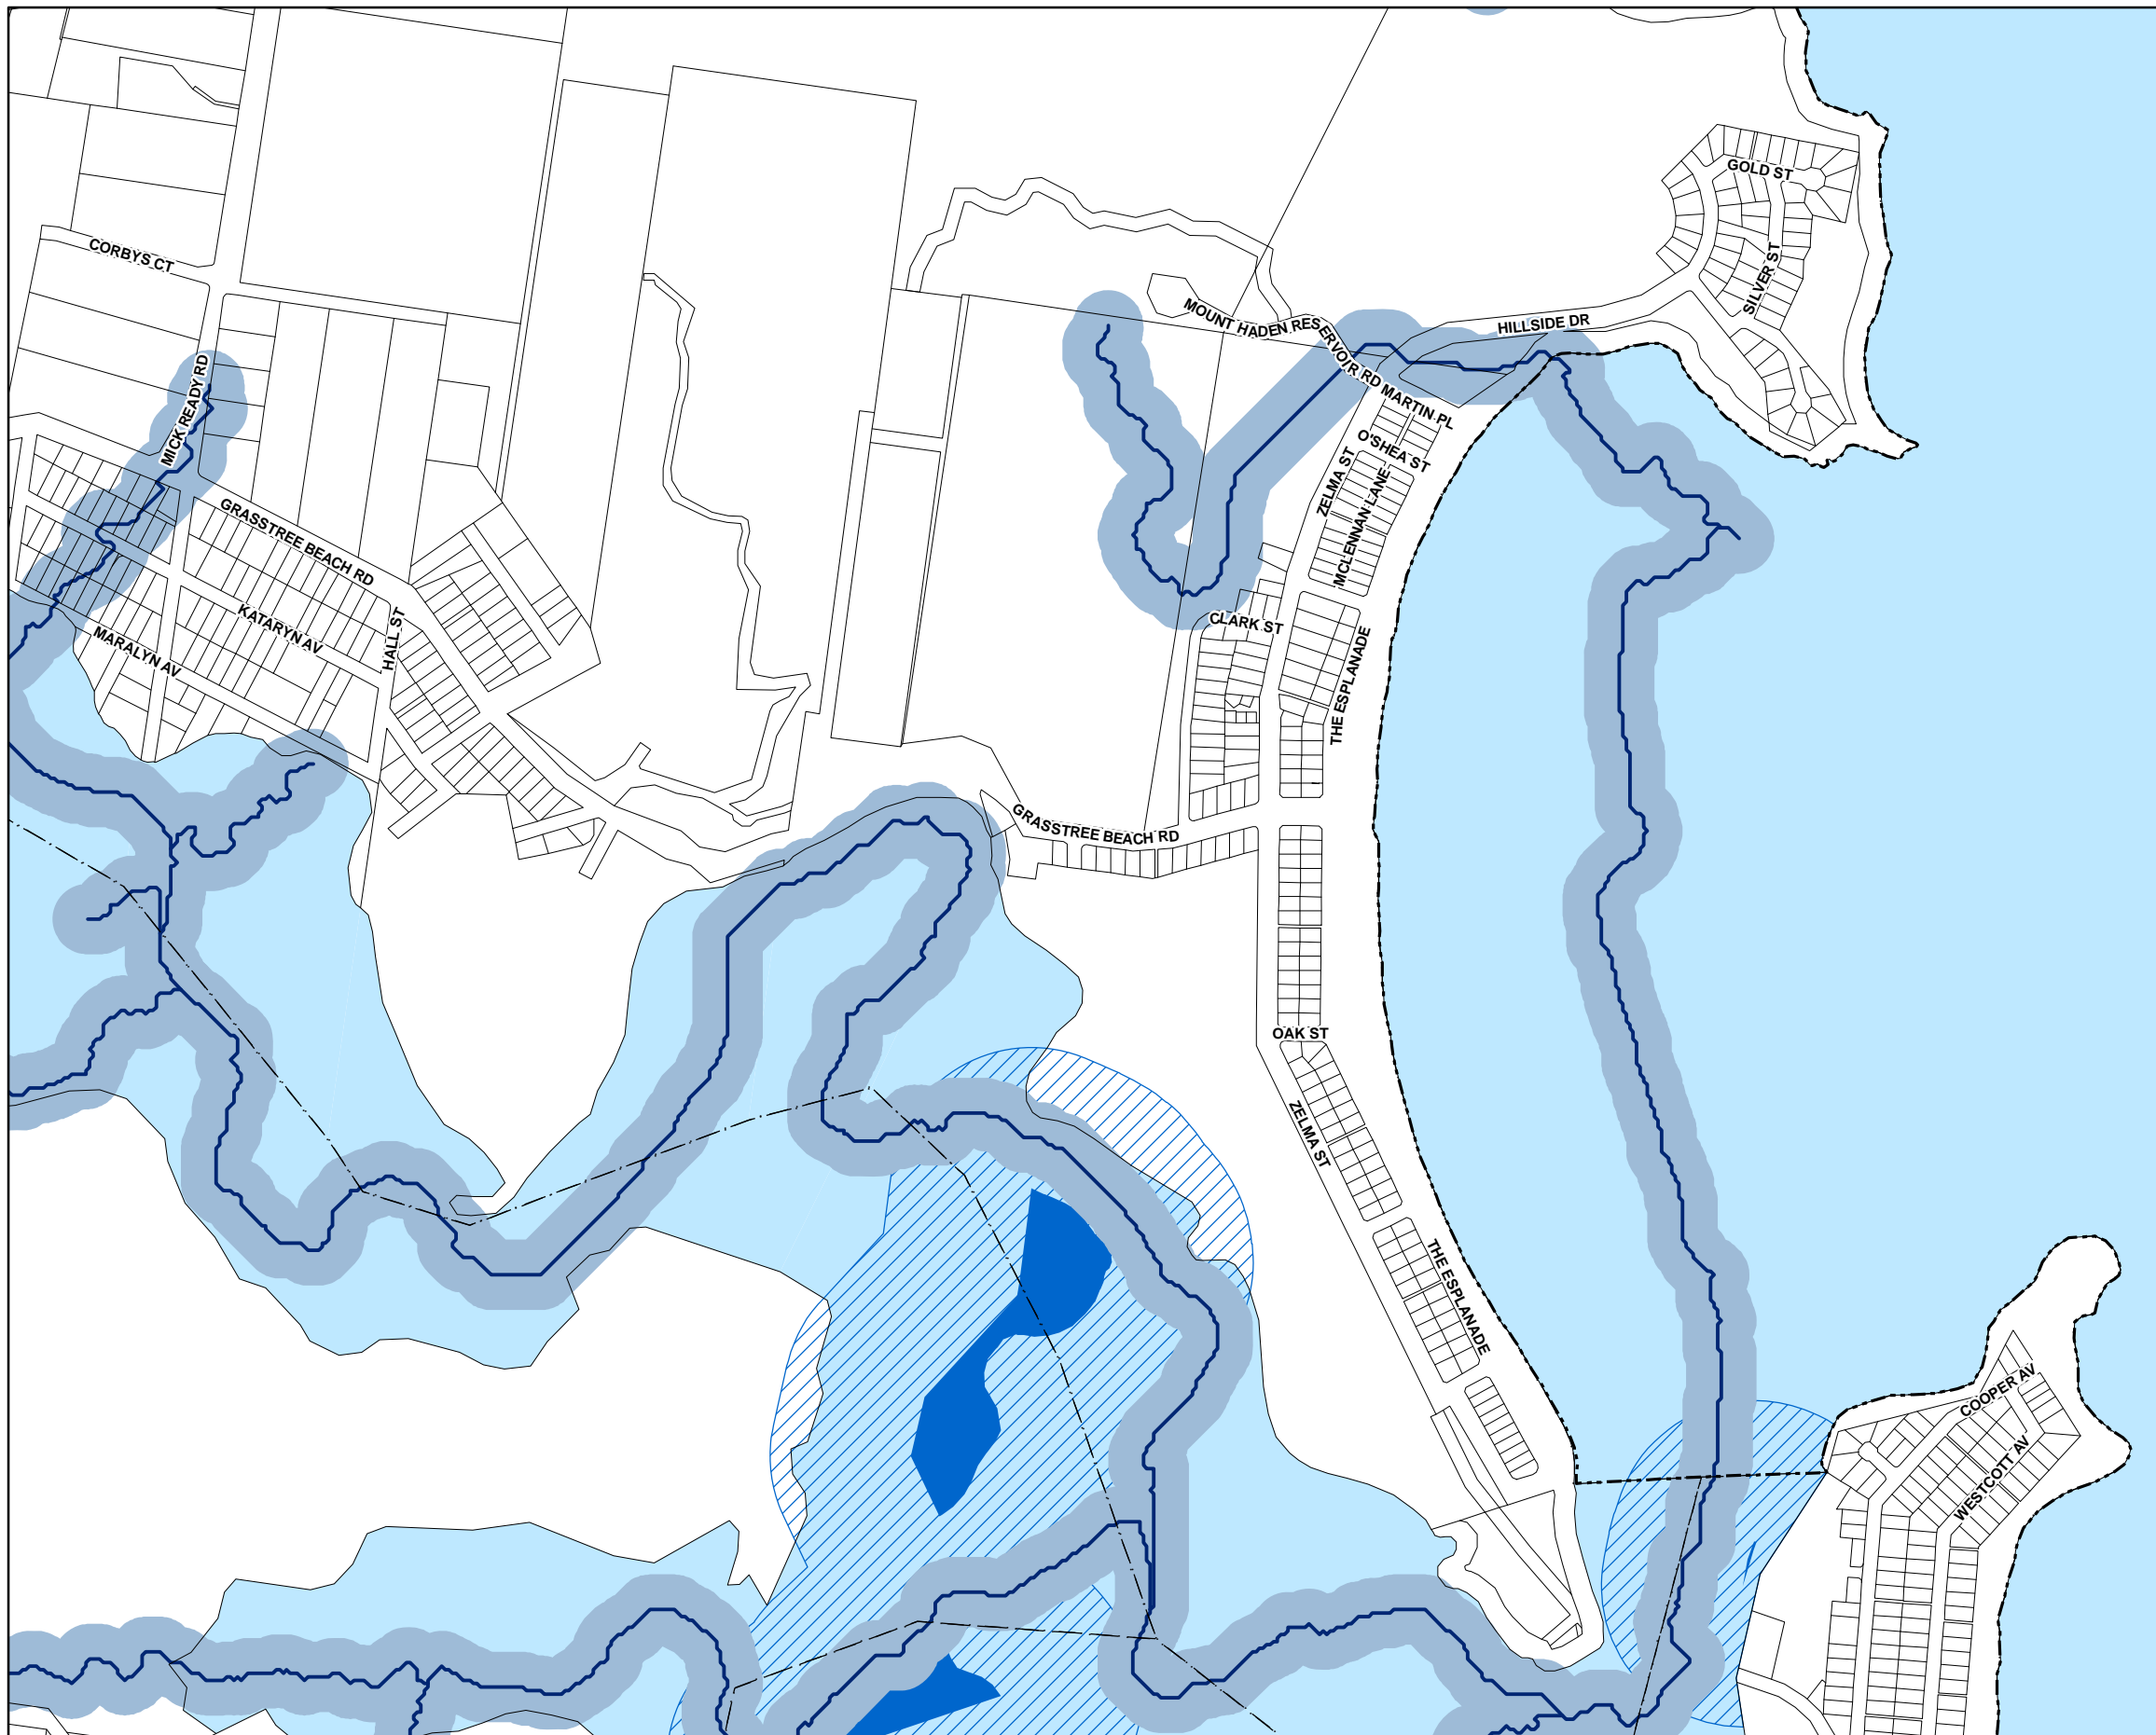 GOLD ST
CORBYS CT
SILVER ST
MOUNT HADEN RESERVOIR RD
HILLSIDE DR
MICK READY RD
MARTIN PL
O'SHEA ST
ZELMA ST
MCLENNAN LANE
GRASSTREE BEACH RD
KATARYN AV
HALL ST
MARALYN AV
CLARK ST
THE ESPLANADE
GRASSTREE BEACH RD
OAK ST
ZELMA ST
THE ESPLANADE
COOPER AV
WESTCOTT AV